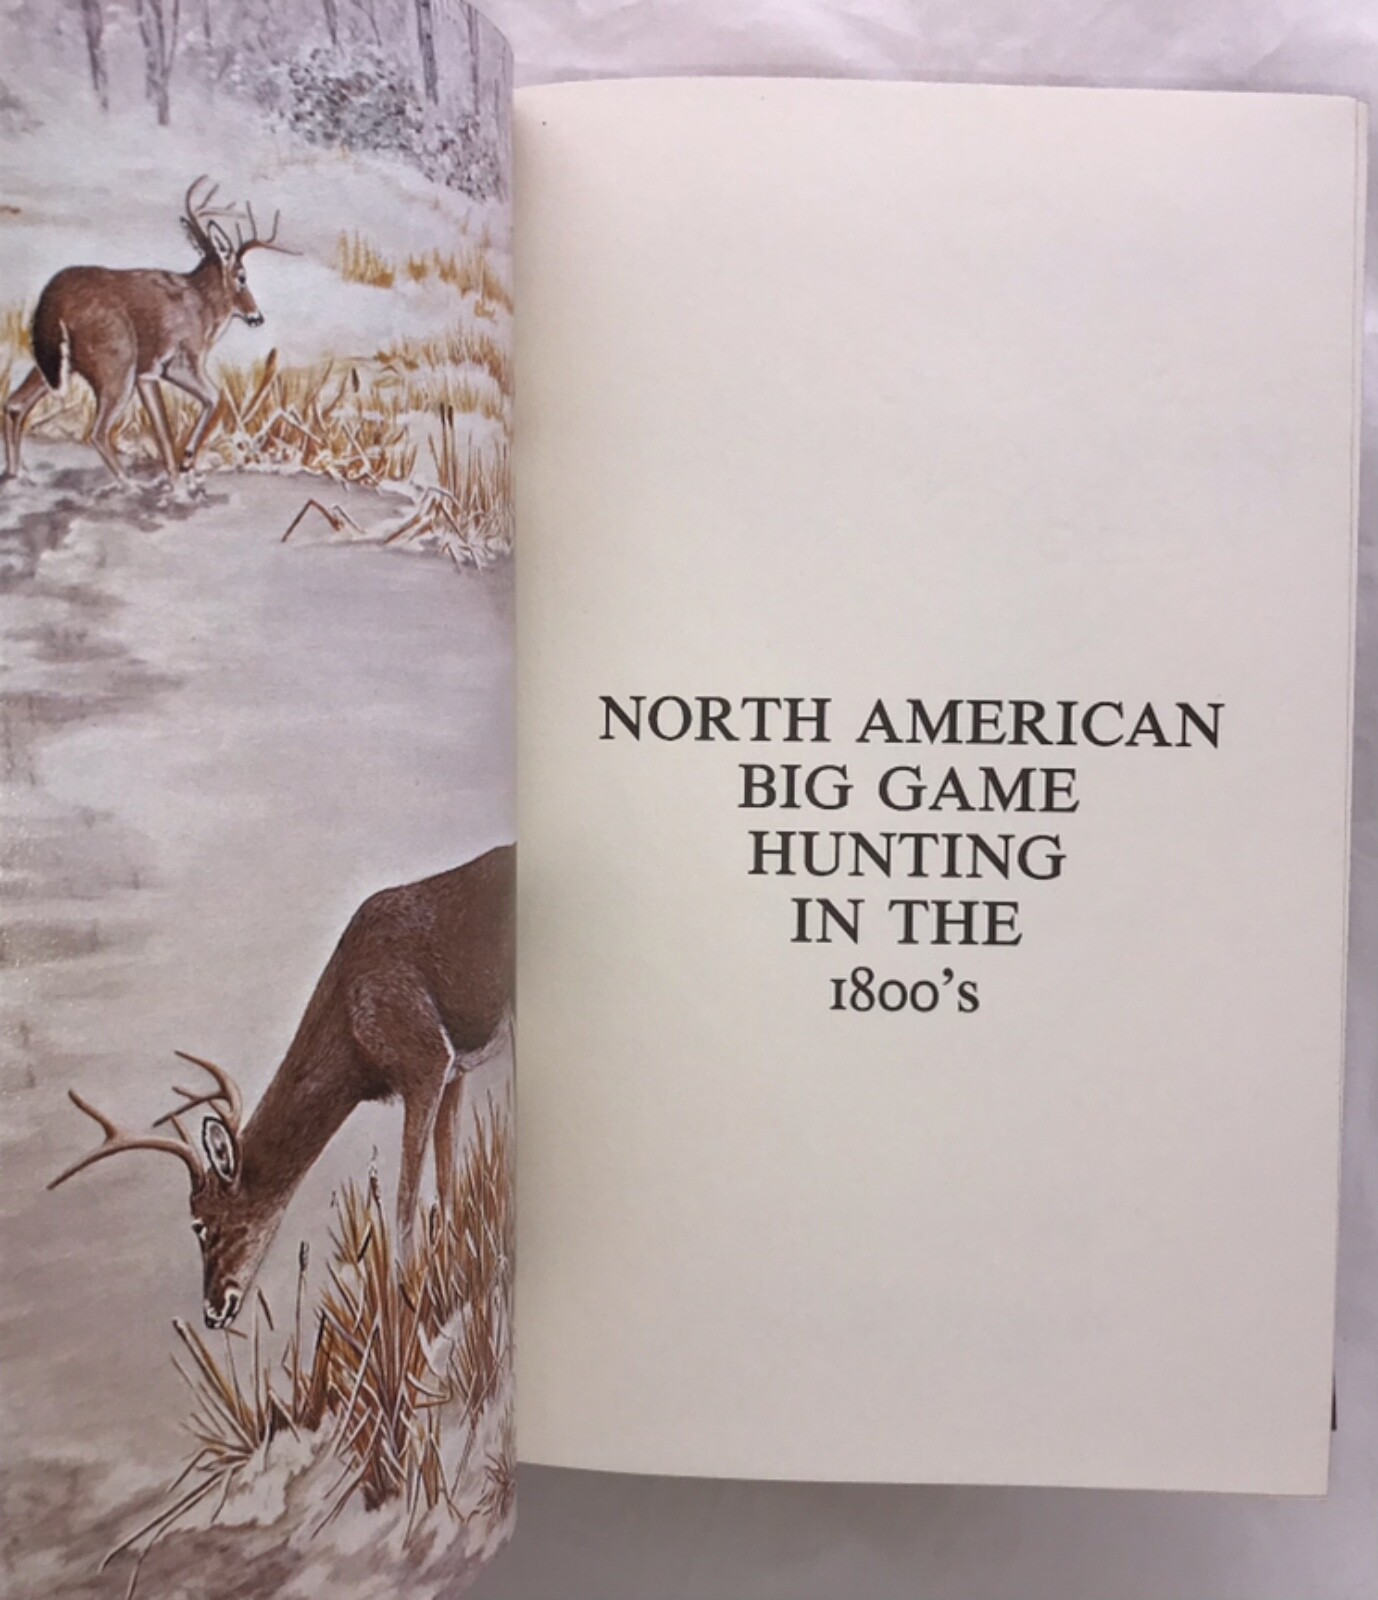 NORTH AMERICAN
BIG GAME
HUNTING
IN THE
1800's